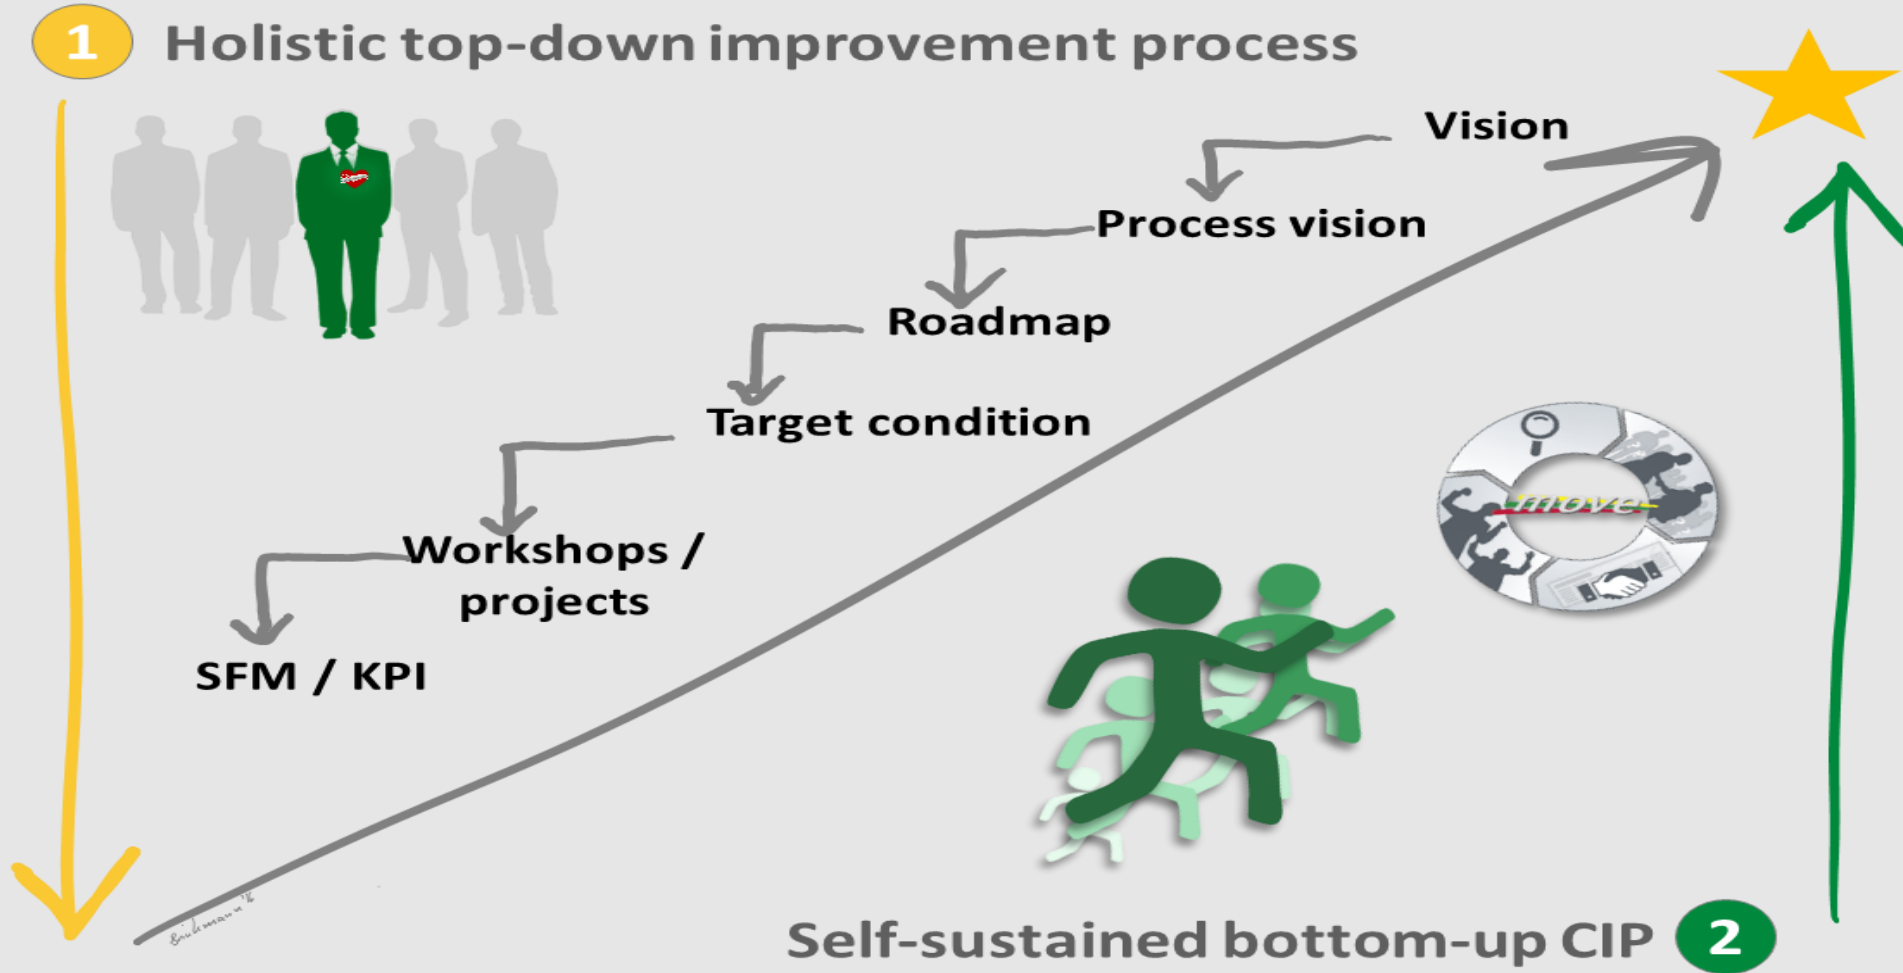 1 Holistic top-down improvement process
Vision
Process vision
Roadmap
Target condition
Workshops /
projects
SFM / KPI
move
Self-sustained bottom-up CIP 2